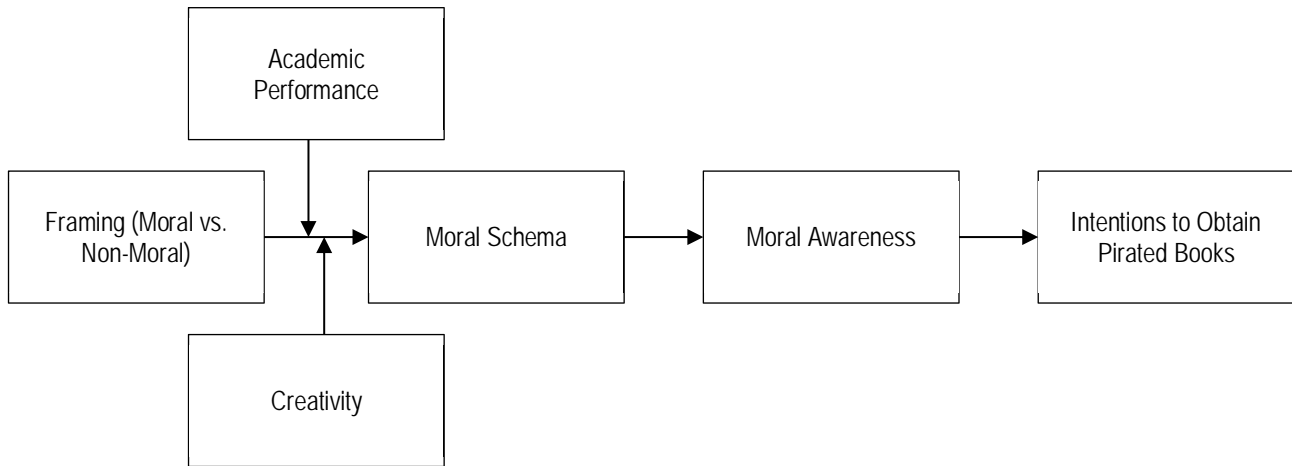 Academic
Performance
Framing (Moral vs.
Non-Moral)
Moral Schema
Moral Awareness
Intentions to Obtain
Pirated Books
Creativity